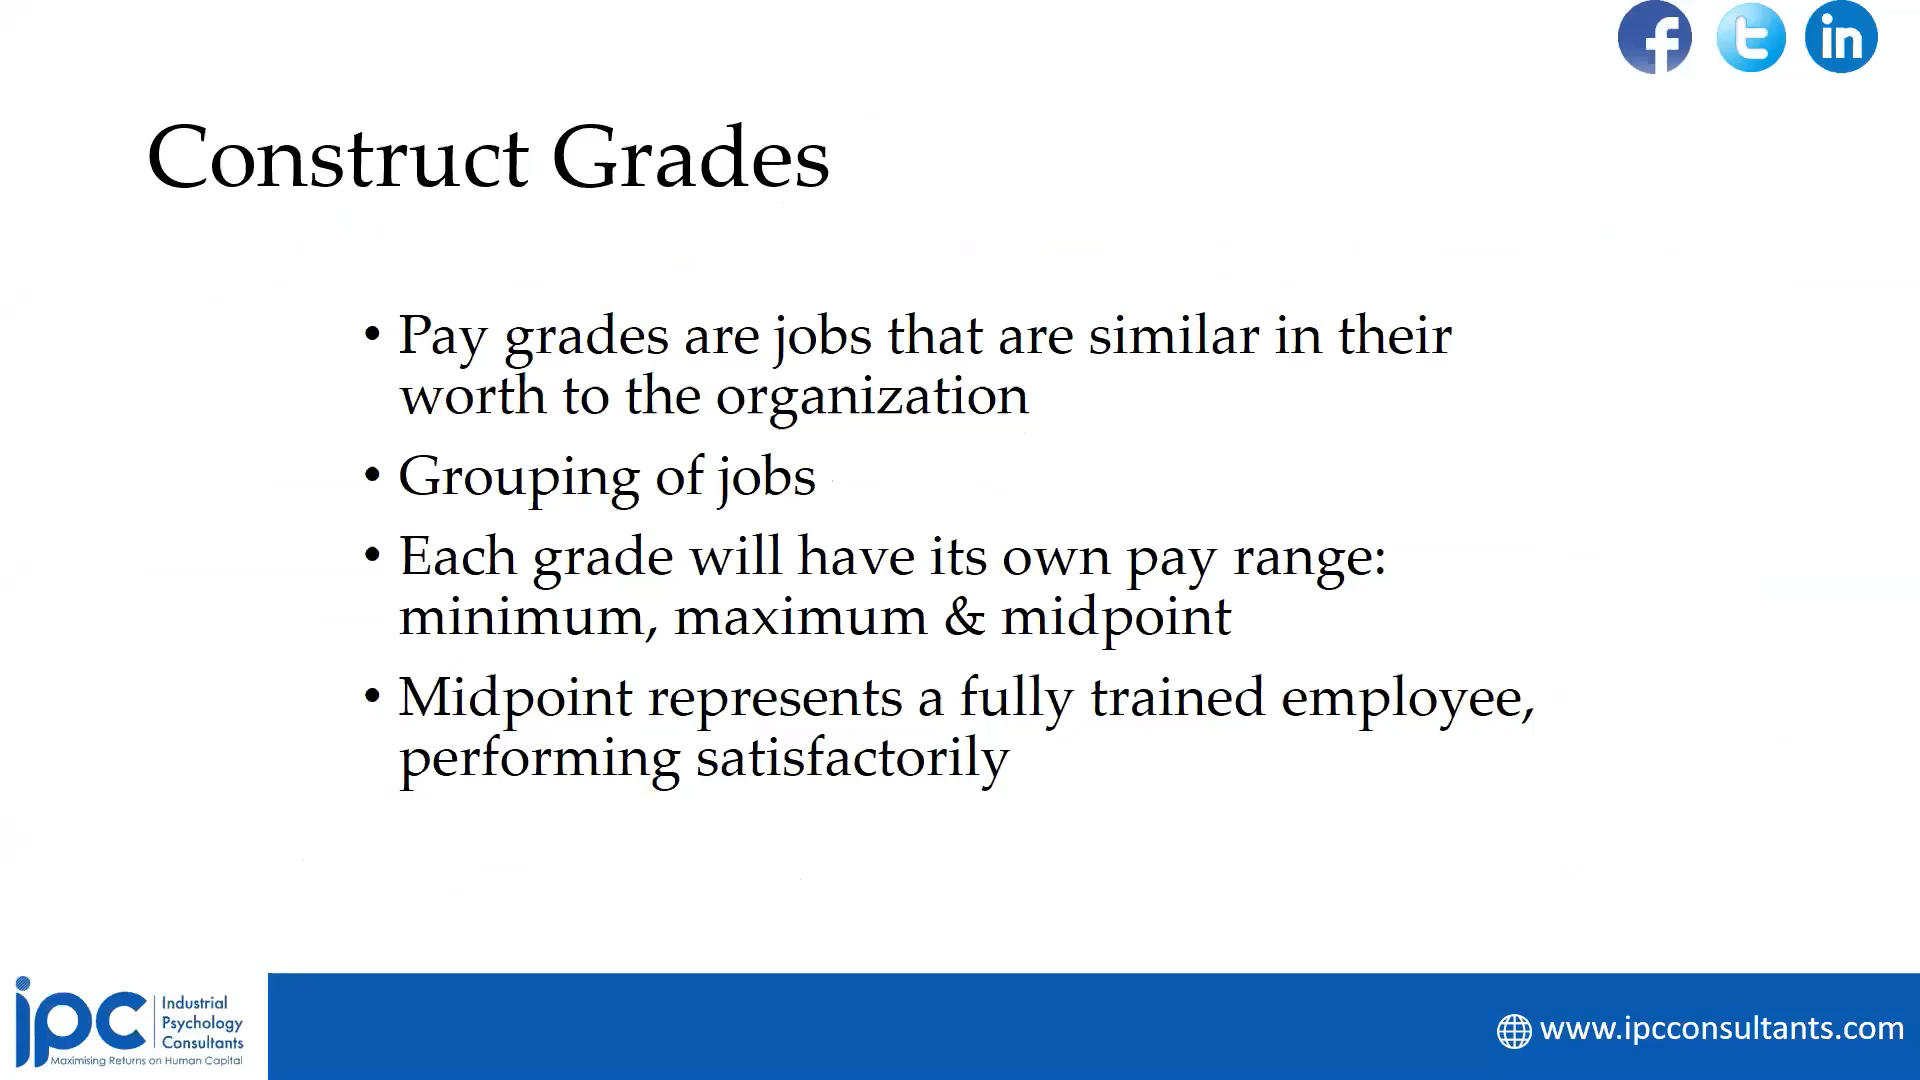 Construct Grades
• Pay grades are jobs that are similar in their
worth to the organization
• Grouping of jobs
• Each grade will have its own pay range:
minimum, maximum & midpoint
• Midpoint represents a fully trained employee,
performing satisfactorily
ipc
Industrial
Psychology
Consultants
Maximising Returns on Human Capital
www.ipcconsultants.com